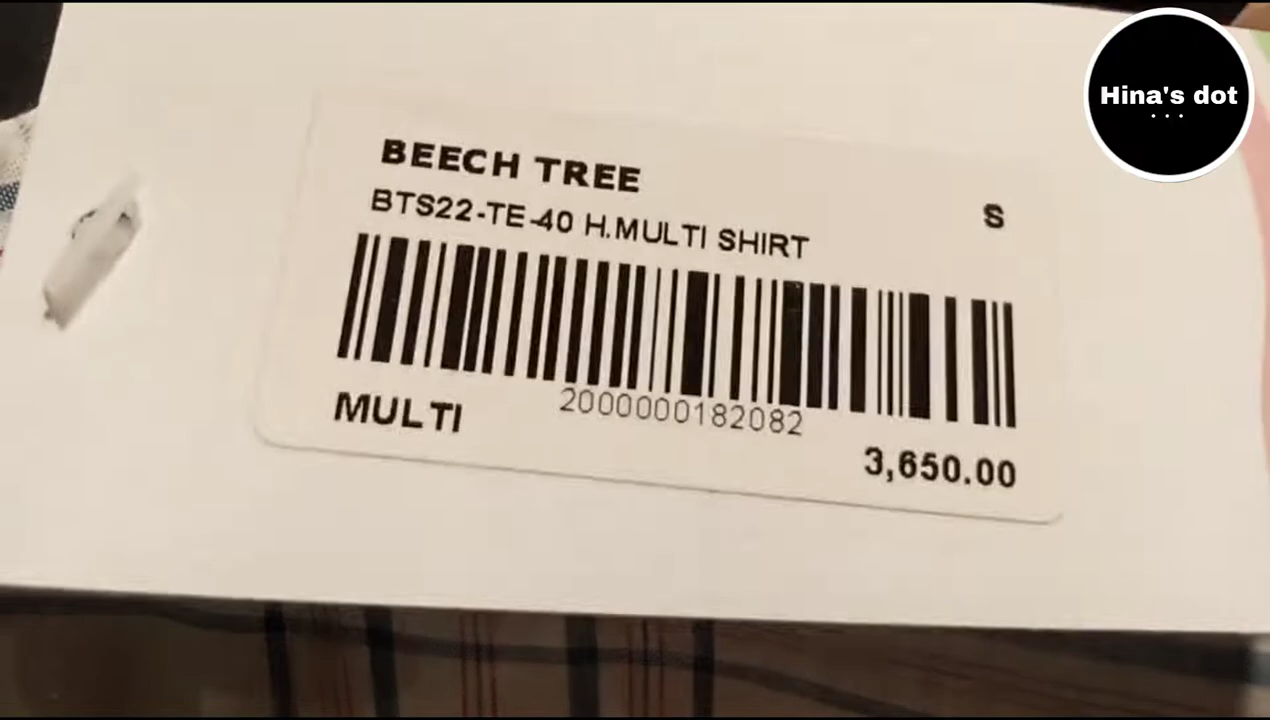 Hina's dot
...
BEECH TREE
S
BTS22-TE-40 H.MULTI SHIRT
2000000182082
MULTI
3,650.00